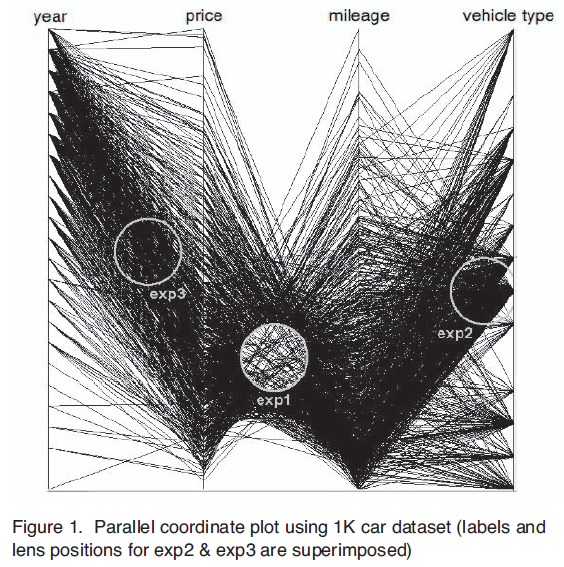 year price mileage vehicle type
exp3
exp2
exp1
Figure 1. Parallel coordinate plot using 1K car dataset (labels and
lens positions for exp2 & exp3 are superimposed)